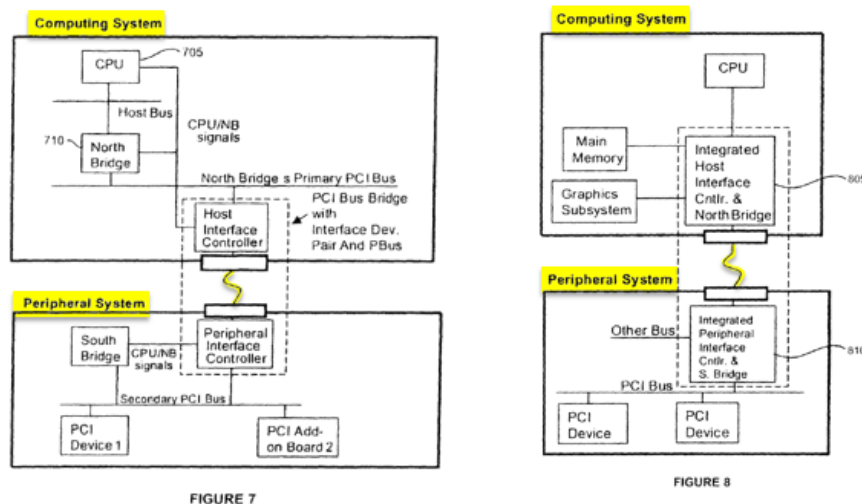 Computing System
CPU
705
Host Bus
710
North
Bridge
CPU/NB
signals
North Bridge s Primary PCI Bus
Host
Interface
Controller
PCI Bus Bridge
with
Interface Dev.
Pair And PBus
Peripheral System
South
Bridge
CPU/NB
signals
Peripheral
Interface
Controller
Secondary PCI Bus
PCI
Device 1
PCI Add-
on Board 2
FIGURE 7
Computing System
CPU
Main
Memory
Graphics
Subsystem
Integrated
Host
Interface
Cntlr. &
North Bridge
805
Peripheral System
Other Bus
Integrated
Peripheral
Interface
Cntlr. &
S. Bridge
810
PCI Bus
PCI
Device
PCI
Device
FIGURE 8